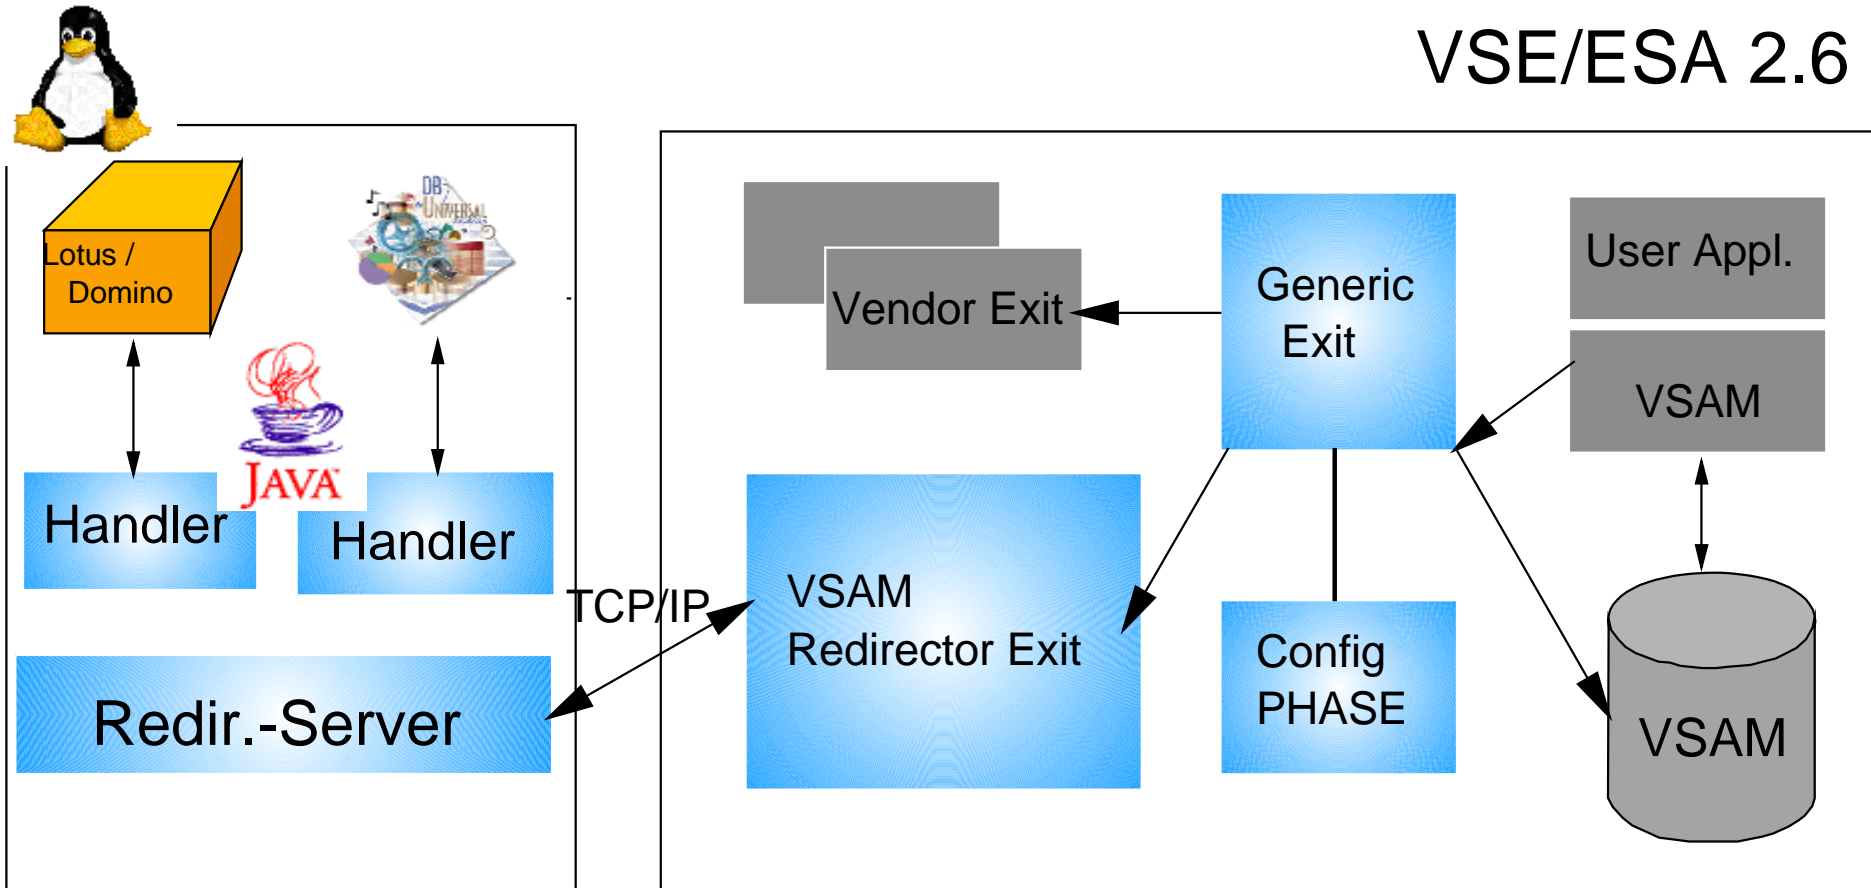 VSE/ESA 2.6
Lotus /
Domino
DB
UNIVERSAL
JAVA
Handler
Handler
TCP/IP
Redir.-Server
Vendor Exit
Generic
Exit
User Appl.
VSAM
VSAM
Redirector Exit
Config
PHASE
VSAM